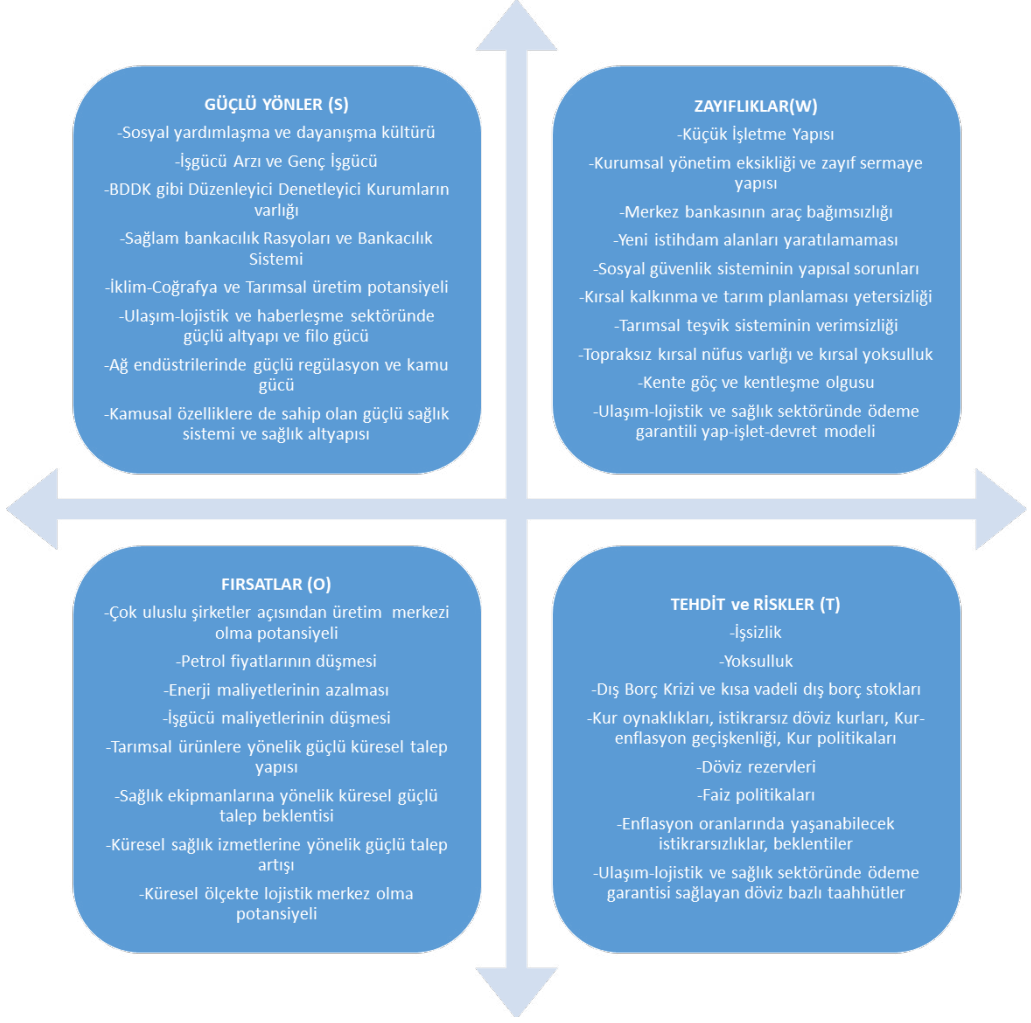 GÜÇLÜ YÖNLER (S)
-Sosyal yardımlaşma ve dayanışma kültürü
-İşgücü Arzı ve Genç İşgücü
-BDDK gibi Düzenleyici Denetleyici Kurumların
varlığı
-Sağlam bankacılık Rasyoları ve Bankacılık
Sistemi
-İklim-Coğrafya ve Tarımsal üretim potansiyeli
-Ulaşım-lojistik ve haberleşme sektöründe
güçlü altyapı ve filo gücü
-Ağ endüstrilerinde güçlü regülasyon ve kamu
gücü
-Kamusal özelliklere de sahip olan güçlü sağlık
sistemi ve sağlık altyapısı
ZAYIFLIKLAR(W)
-Küçük İşletme Yapısı
-Kurumsal yönetim eksikliği ve zayıf sermaye
yapısı
-Merkez bankasının araç bağımsızlığı
-Yeni istihdam alanları yaratılamaması
-Sosyal güvenlik sisteminin yapısal sorunları
-Kırsal kalkınma ve tarım planlaması yetersizliği
-Tarımsal teşvik sisteminin verimsizliği
-Topraksız kırsal nüfus varlığı ve kırsal yoksulluk
-Kente göç ve kentleşme olgusu
-Ulaşım-lojistik ve sağlık sektöründe ödeme
garantili yap-işlet-devret modeli
FIRSATLAR (O)
-Çok uluslu şirketler açısından üretim merkezi
olma potansiyeli
-Petrol fiyatlarının düşmesi
-Enerji maliyetlerinin azalması
-İşgücü maliyetlerinin düşmesi
-Tarımsal ürünlere yönelik güçlü küresel talep
yapısı
-Sağlık ekipmanlarına yönelik küresel güçlü
talep beklentisi
-Küresel sağlık izmetlerine yönelik güçlü talep
artışı
-Küresel ölçekte lojistik merkez olma
potansiyeli
TEHDİT ve RİSKLER (T)
-İşsizlik
-Yoksulluk
-Dış Borç Krizi ve kısa vadeli dış borç stokları
-Kur oynaklıkları, istikrarsız döviz kurları, Kur-
enflasyon geçişkenliği, Kur politikaları
-Döviz rezervleri
-Faiz politikaları
-Enflasyon oranlarında yaşanabilecek
istikrarsızlıklar, beklentiler
-Ulaşım-lojistik ve sağlık sektöründe ödeme
garantisi sağlayan döviz bazlı taahhütler